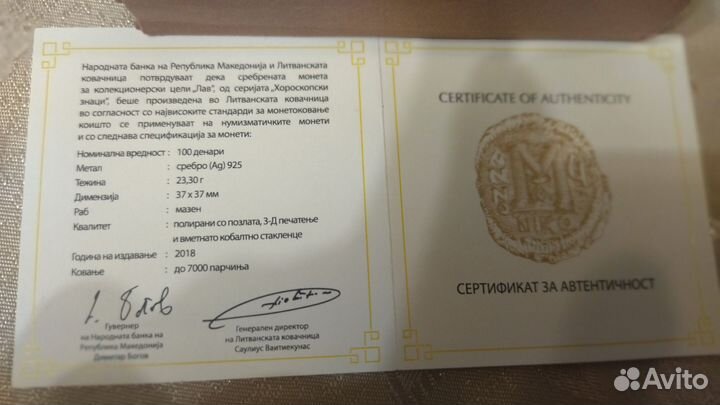 Народната банка на Република Македонија и Литванската
ковачница потврдуваат дека сребрената монета
за колекционерски цели „Лав", од серијата „Хороскопски
знаци", беше произведена во Литванската ковачница
во согласност со највисоките стандарди за монетоковање
коишто се применуваат на нумизматичките монети
и со следнава спецификација за монети:
Номинална вредност : 100 денари
Метал : сребро (Ag) 925
Тежина : 23,30 г
Димензија : 37 x 37 мм
Раб : мазен
Квалитет : полирани со позлата, 3-Д печатење
и вметнато кобалтно стакленце
Година на издавање : 2018
Ковање : до 7000 парчиња
Гувернер
на Народната банка на
Република Македонија
Димитар Богов
Генерален директор
на Литванската ковачница
Саулиус Ваитиекунас
CERTIFICATE OF AUTHENTICITY
СЕРТИФИКАТ ЗА АВТЕНТИЧНОСТ
Avito